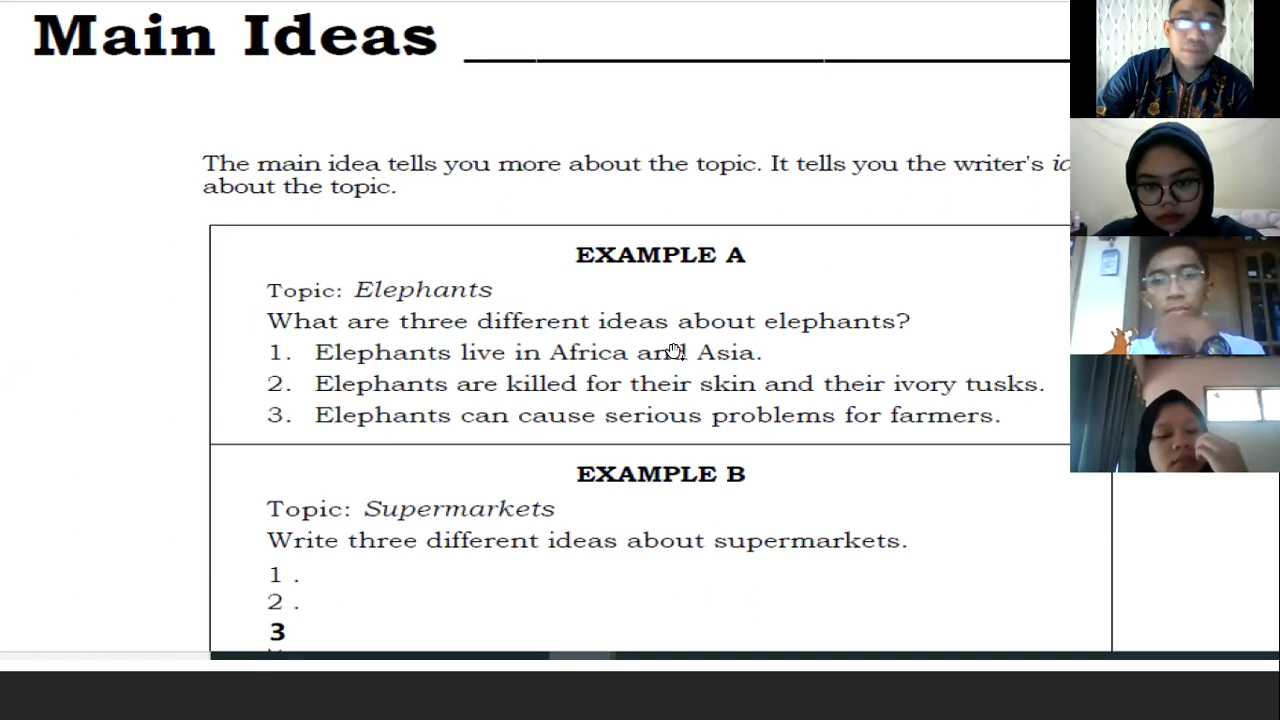 Main Ideas
The main idea tells you more about the topic. It tells you the writer's
about the topic.
EXAMPLE A
Topic: Elephants
What are three different ideas about elephants?
1. Elephants live in Africa and Asia.
2. Elephants are killed for their skin and their ivory tusks.
3. Elephants can cause serious problems for farmers.
EXAMPLE B
Topic: Supermarkets
Write three different ideas about supermarkets.
1 .
2 .
3